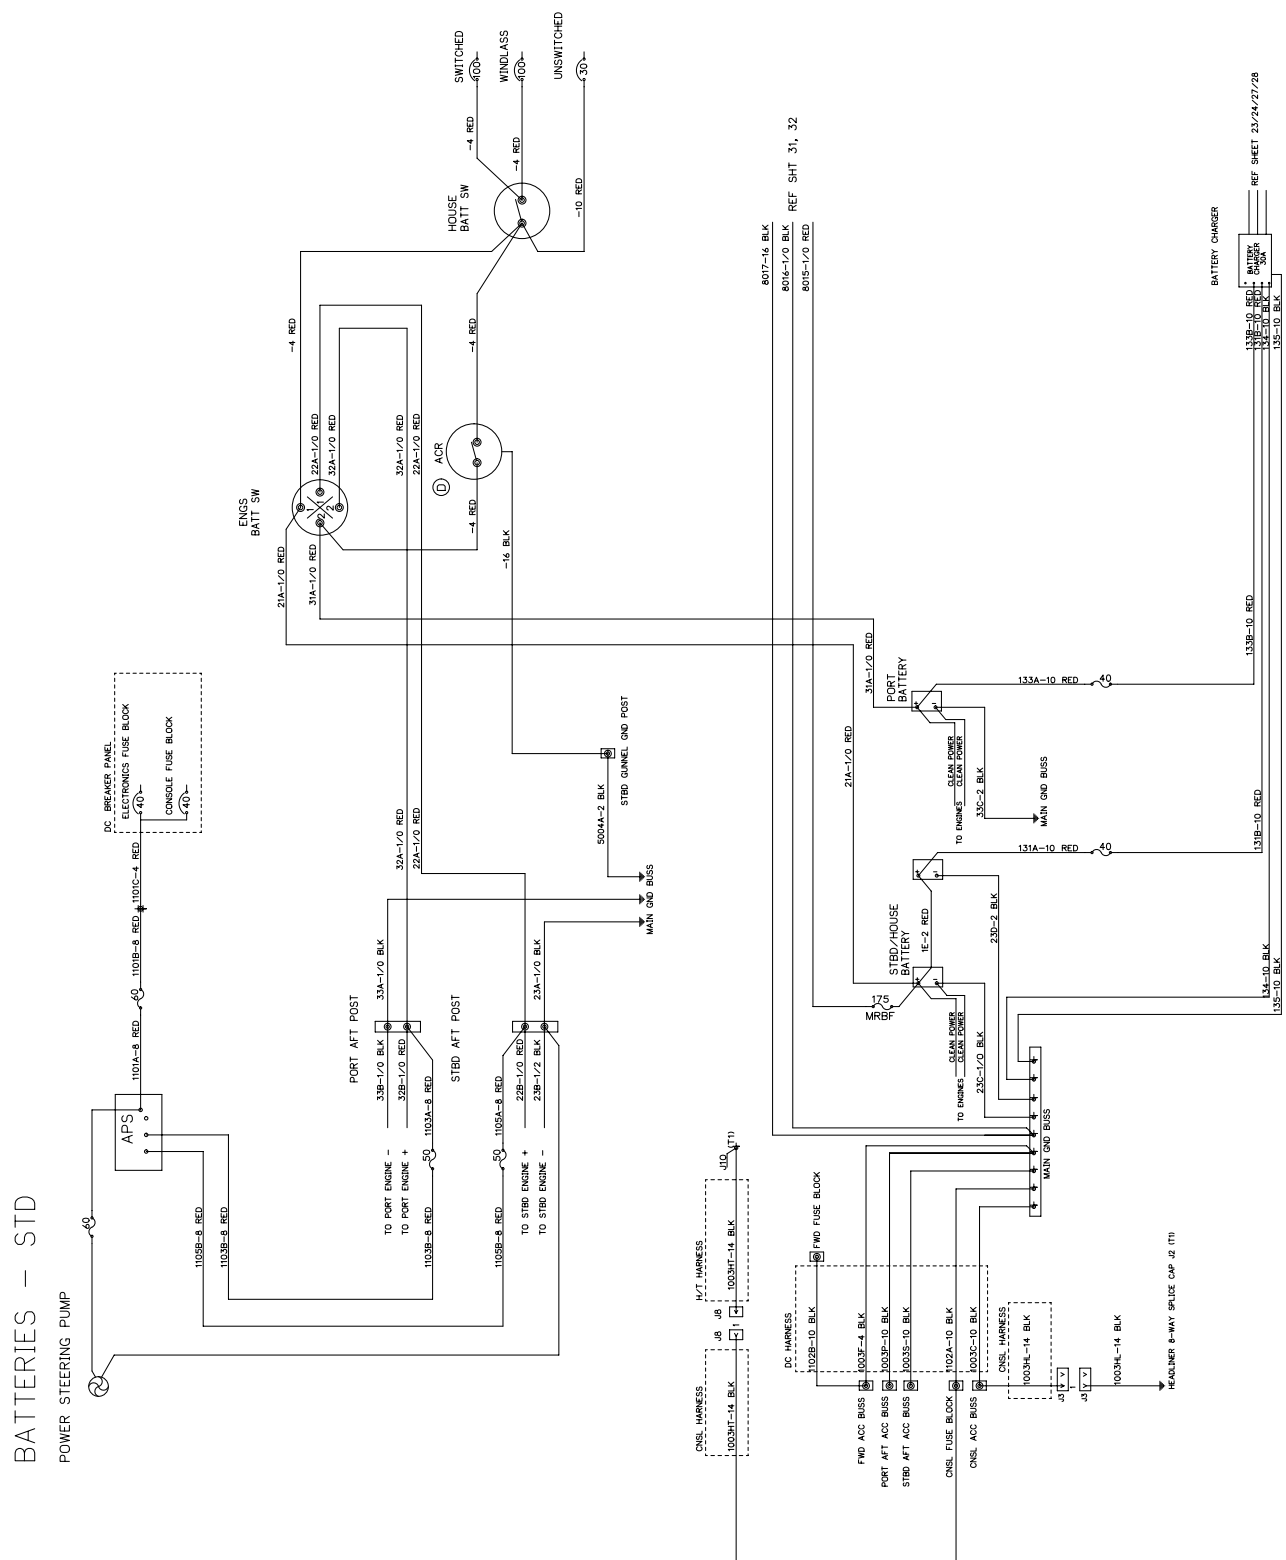 BATTERIES – STD
POWER STEERING PUMP
60
APS
1101A-8 RED
60
1101B-8 RED
1101C-4 RED
DC BREAKER PANEL
ELECTRONICS FUSE BLOCK
40
CONSOLE FUSE BLOCK
40
1105B-8 RED
1103B-8 RED
ENGS
BATT SW
1
1
2
2
21A-1/0 RED
31A-1/0 RED
22A-1/0 RED
32A-1/0 RED
-4 RED
HOUSE
BATT SW
-4 RED
SWITCHED
100
-4 RED
WINDLASS
100
-10 RED
UNSWITCHED
30
32A-1/0 RED
22A-1/0 RED
D
ACR
-4 RED
-4 RED
-16 BLK
PORT AFT POST
TO PORT ENGINE -
33B-1/0 BLK
33A-1/0 BLK
TO PORT ENGINE +
32B-1/0 RED
32A-1/0 RED
22A-1/0 RED
1103B-8 RED
50
1103A-8 RED
STBD AFT POST
1105B-8 RED
50
1105A-8 RED
TO STBD ENGINE +
22B-1/0 RED
TO STBD ENGINE -
23B-1/2 BLK
23A-1/0 BLK
5004A-2 BLK
STBD GUNNEL GND POST
MAIN GND BUSS
8017-16 BLK
8016-1/0 BLK
8015-1/0 RED
REF SHT 31, 32
CNSL HARNESS
1003HT-14 BLK
J8
1
J8
H/T HARNESS
1003HT-14 BLK
J10
(T1)
DC HARNESS
1102B-10 BLK
FWD FUSE BLOCK
FWD ACC BUSS
1003F-4 BLK
PORT AFT ACC BUSS
1003P-10 BLK
STBD AFT ACC BUSS
1003S-10 BLK
CNSL FUSE BLOCK
1102A-10 BLK
CNSL ACC BUSS
1003C-10 BLK
CNSL HARNESS
1003HL-14 BLK
J3
1
J3
1003HL-14 BLK
HEADLINER 8-WAY SPLICE CAP J2 (T1)
MAIN GND BUSS
175
MRBF
STBD/HOUSE
BATTERY
21A-1/0 RED
TO ENGINES
CLEAN POWER
CLEAN POWER
23C-1/0 BLK
1E-2 RED
23D-2 BLK
131A-10 RED
40
131B-10 RED
PORT
BATTERY
31A-1/0 RED
TO ENGINES
CLEAN POWER
CLEAN POWER
33C-2 BLK
MAIN GND BUSS
133A-10 RED
40
133B-10 RED
134-10 BLK
135-10 BLK
BATTERY CHARGER
BATTERY
CHARGER
30A
133B-10 RED
131B-10 RED
134-10 BLK
135-10 BLK
REF SHEET 23/24/27/28